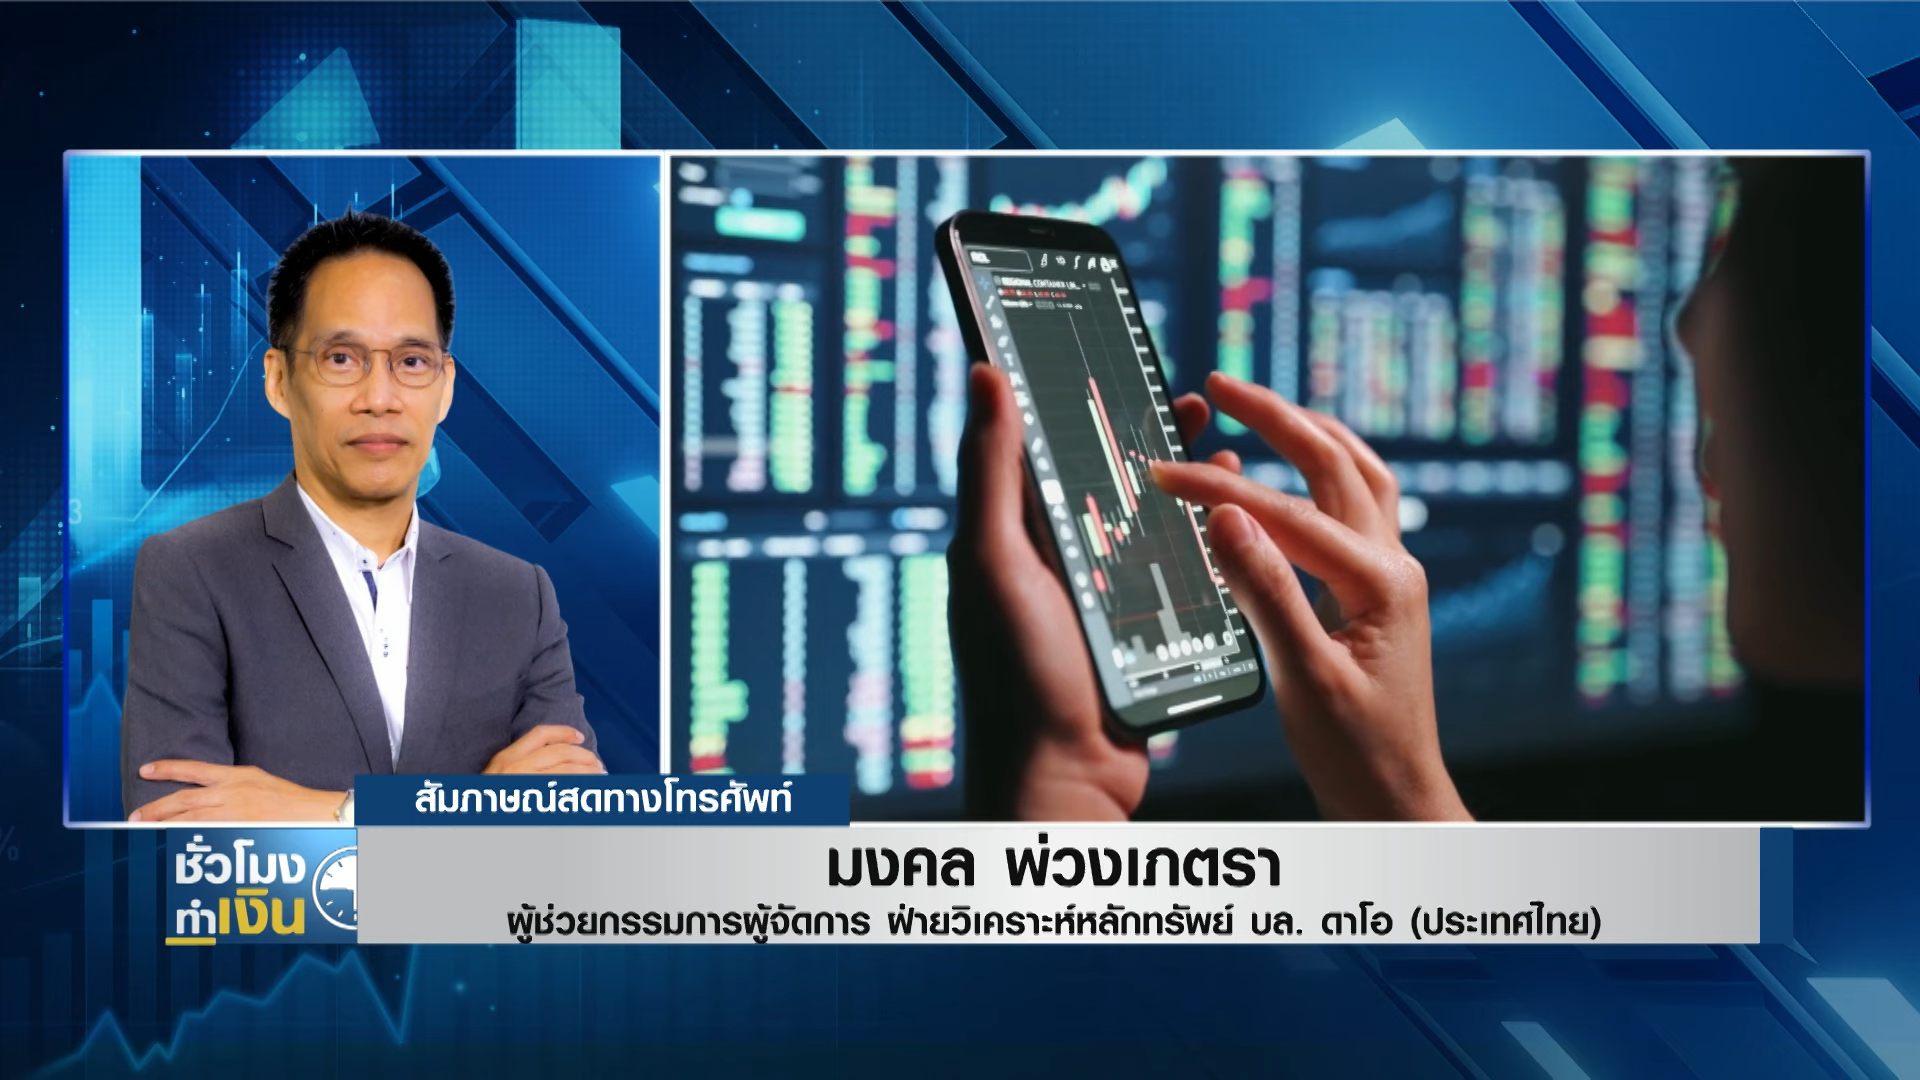 RCL
REGIONAL CONTAINER LIN...
สัมภาษณ์สดทางโทรศัพท์
ชั่วโมง
ทำเงิน
มงคล พ่วงเภตรา
ผู้ช่วยกรรมการผู้จัดการ ฝ่ายวิเคราะห์หลักทรัพย์ บล. ดาโอ (ประเทศไทย)